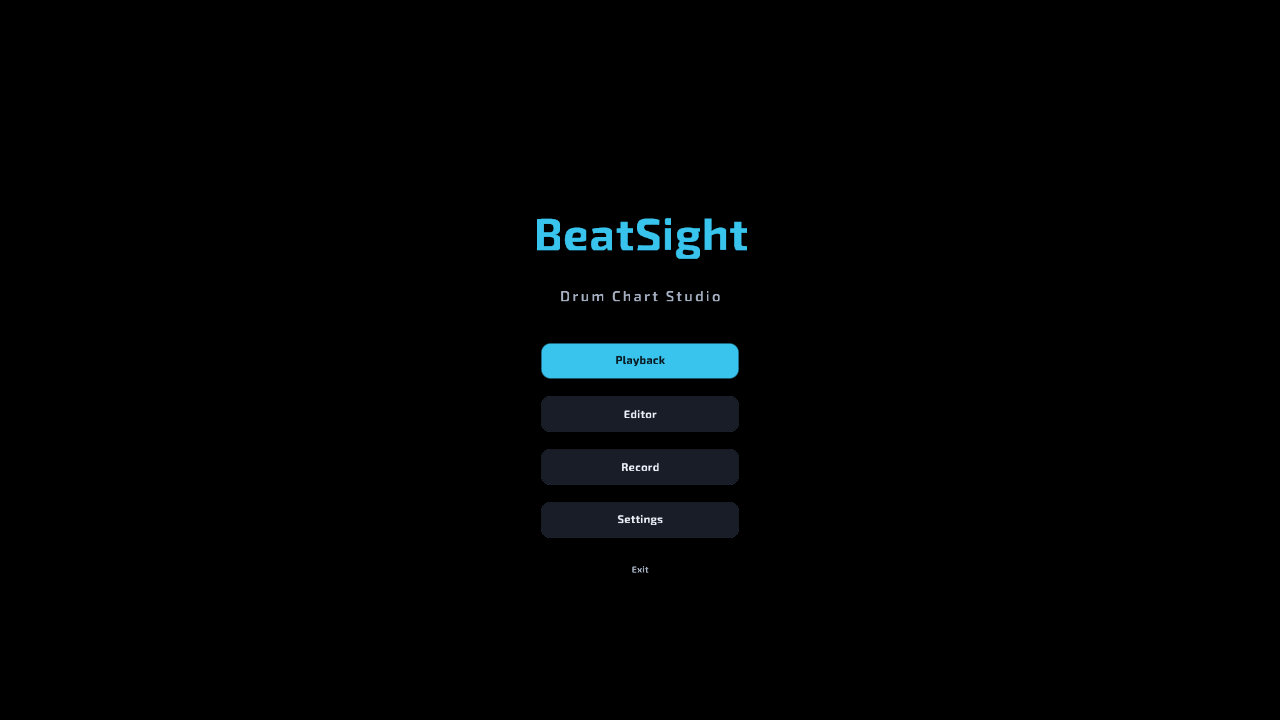 BeatSight
Drum Chart Studio
Playback
Editor
Record
Settings
Exit